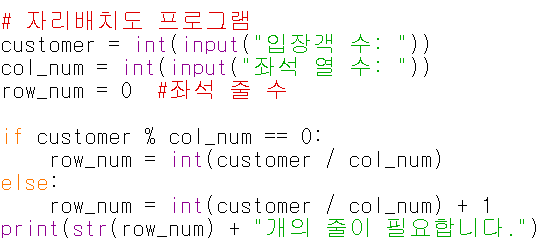 # 자리배치도 프로그램
customer = int(input("입장객 수: "))
col_num = int(input("좌석 열 수: "))
row_num = 0  #좌석 줄 수

if customer % col_num == 0:
    row_num = int(customer / col_num)
else:
    row_num = int(customer / col_num) + 1
print(str(row_num) + "개의 줄이 필요합니다.")